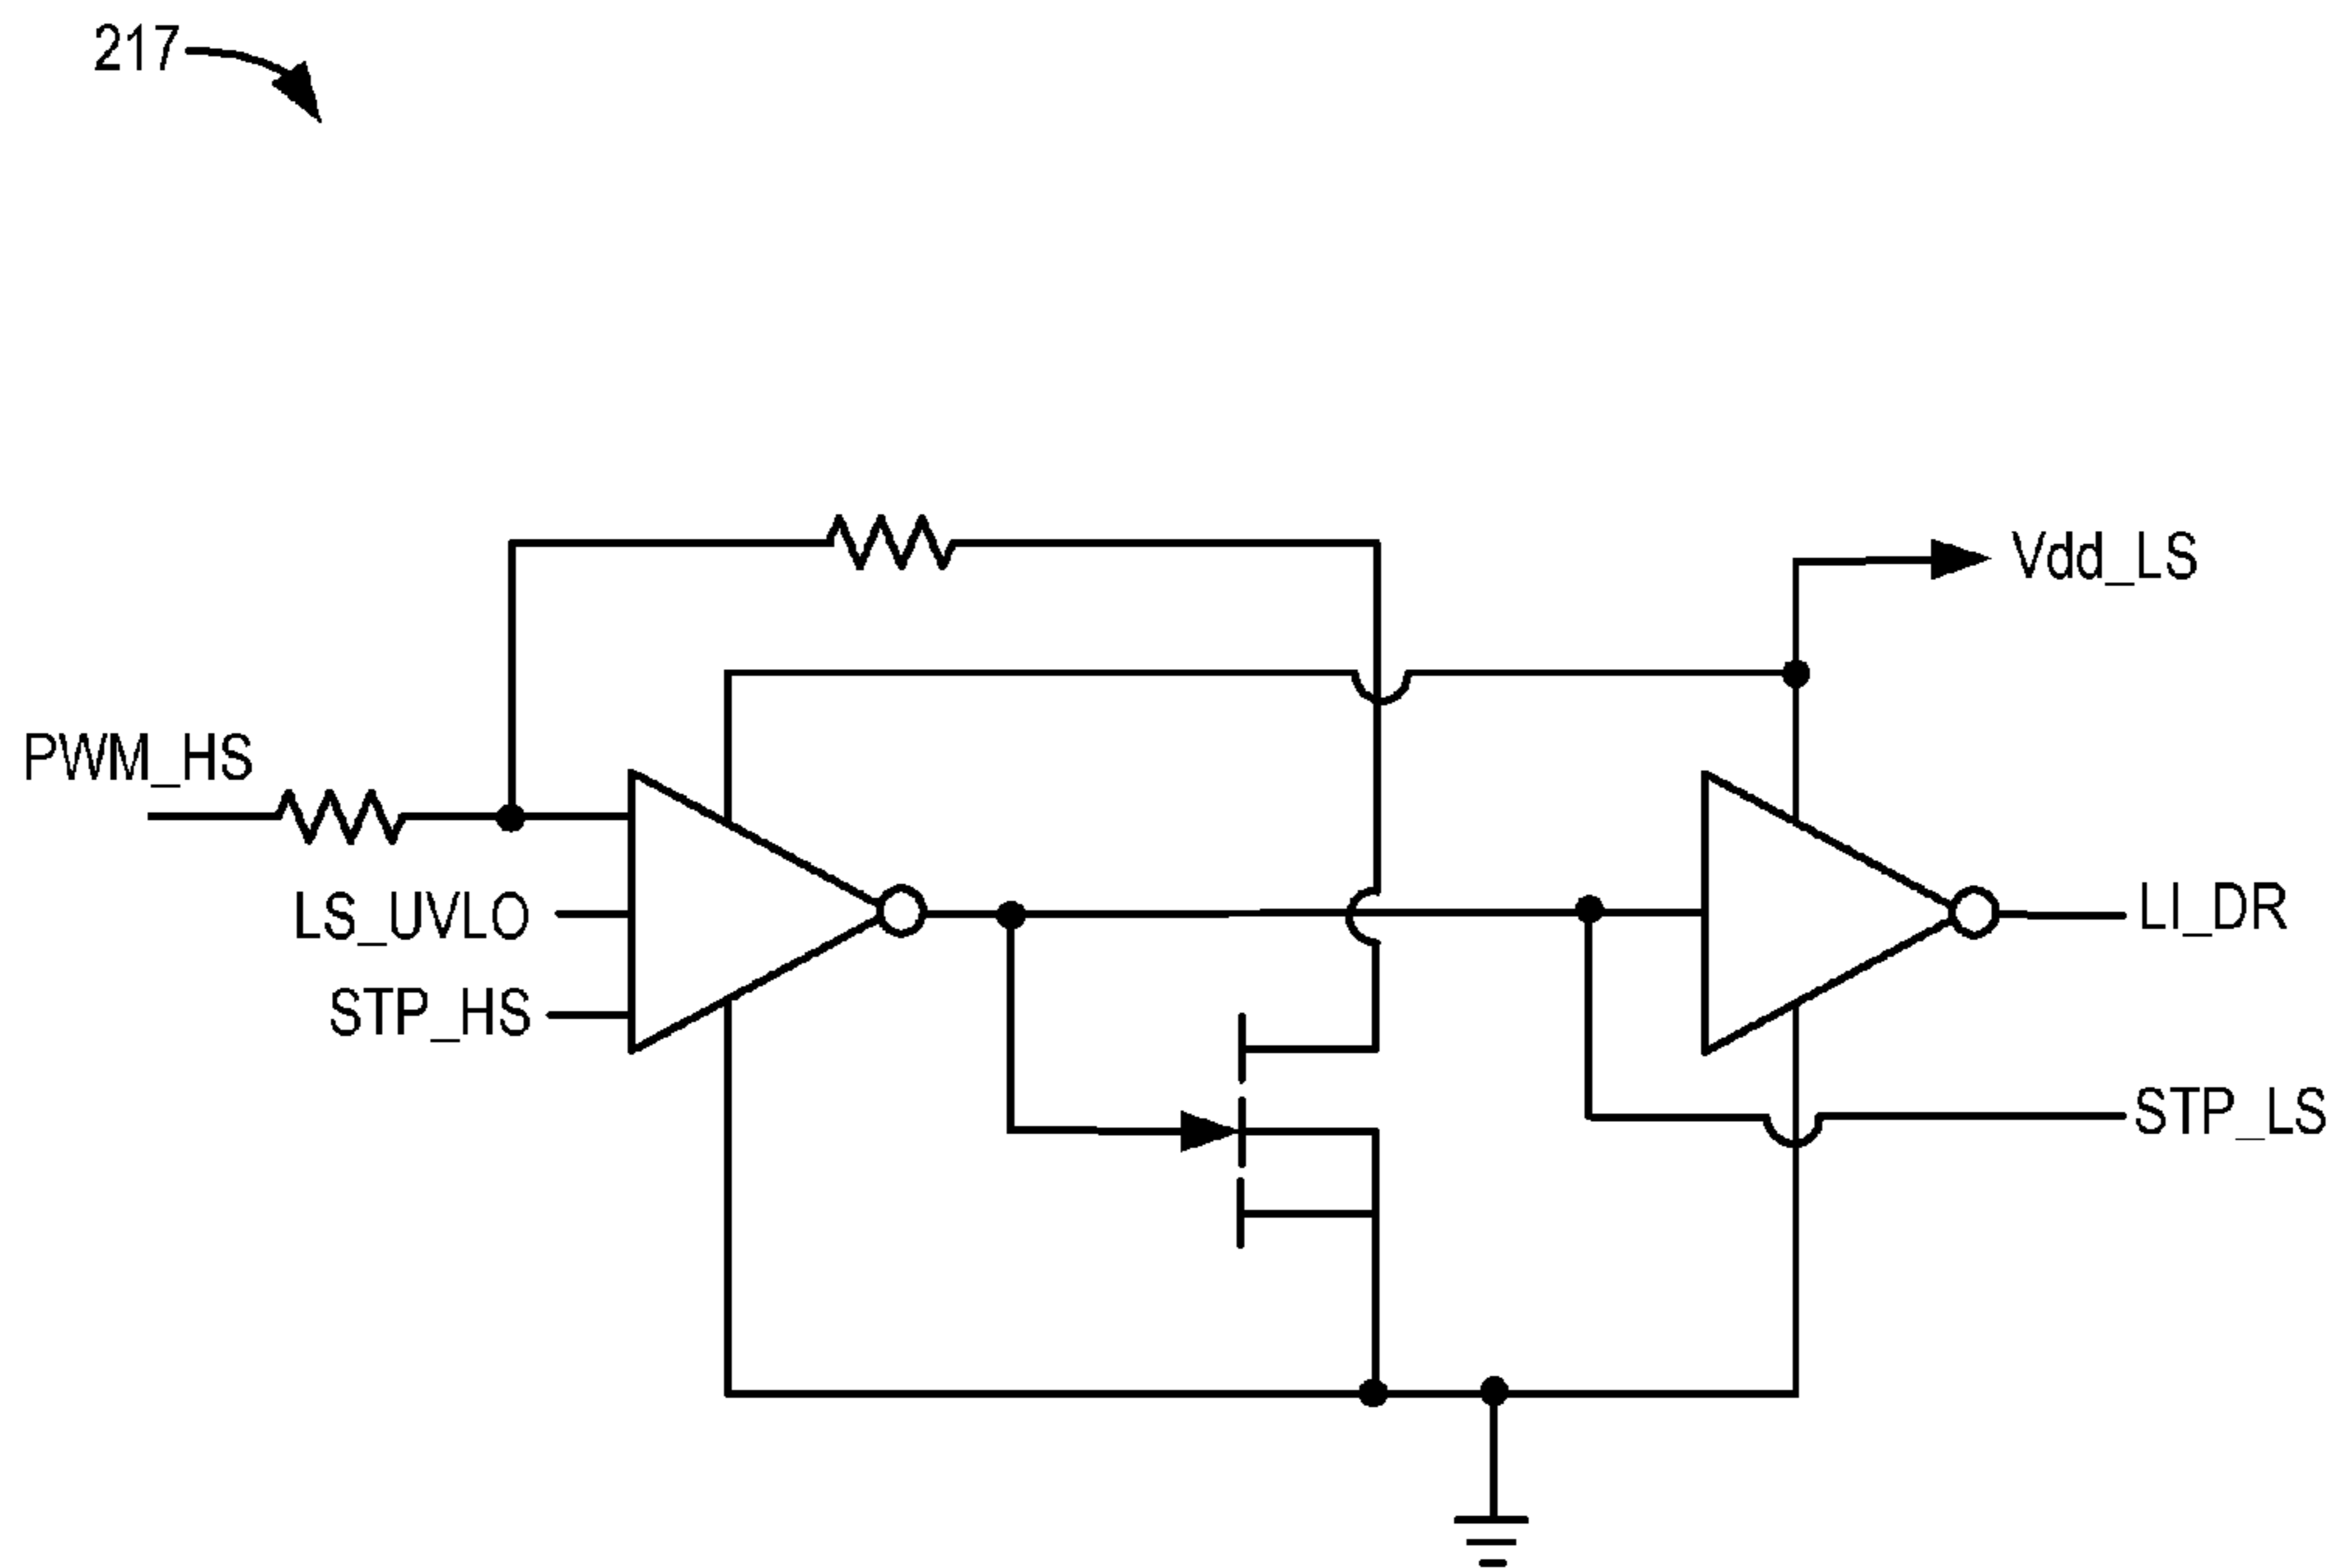 217
Vdd_LS
PWM_HS
LS_UVLO
LI_DR
STP_HS
STP_LS